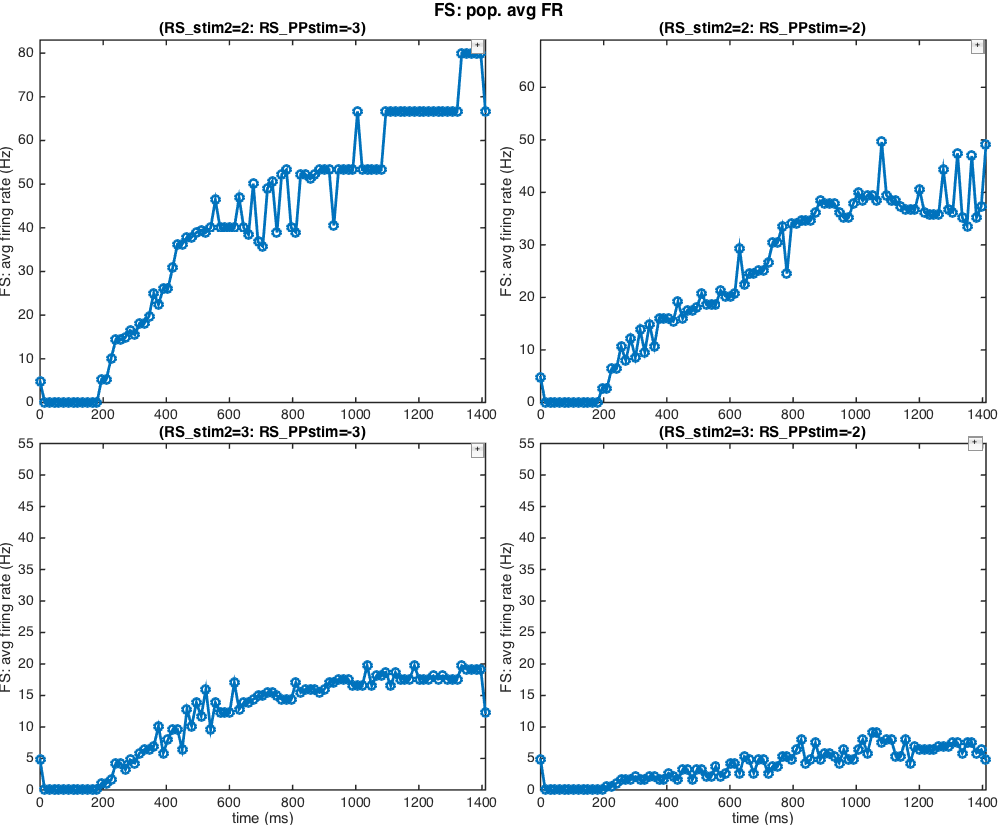 FS: pop. avg FR
(RS_stim2=2: RS_PPstim=-3)
FS: avg firing rate (Hz)
80
70
60
50
40
30
20
10
0
0 200 400 600 800 1000 1200 1400
+
(RS_stim2=2: RS_PPstim=-2)
FS: avg firing rate (Hz)
60
50
40
30
20
10
0
0 200 400 600 800 1000 1200 1400
+
(RS_stim2=3: RS_PPstim=-3)
FS: avg firing rate (Hz)
55
50
45
40
35
30
25
20
15
10
5
0
0 200 400 600 800 1000 1200 1400
time (ms)
+
(RS_stim2=3: RS_PPstim=-2)
FS: avg firing rate (Hz)
55
50
45
40
35
30
25
20
15
10
5
0
0 200 400 600 800 1000 1200 1400
time (ms)
+